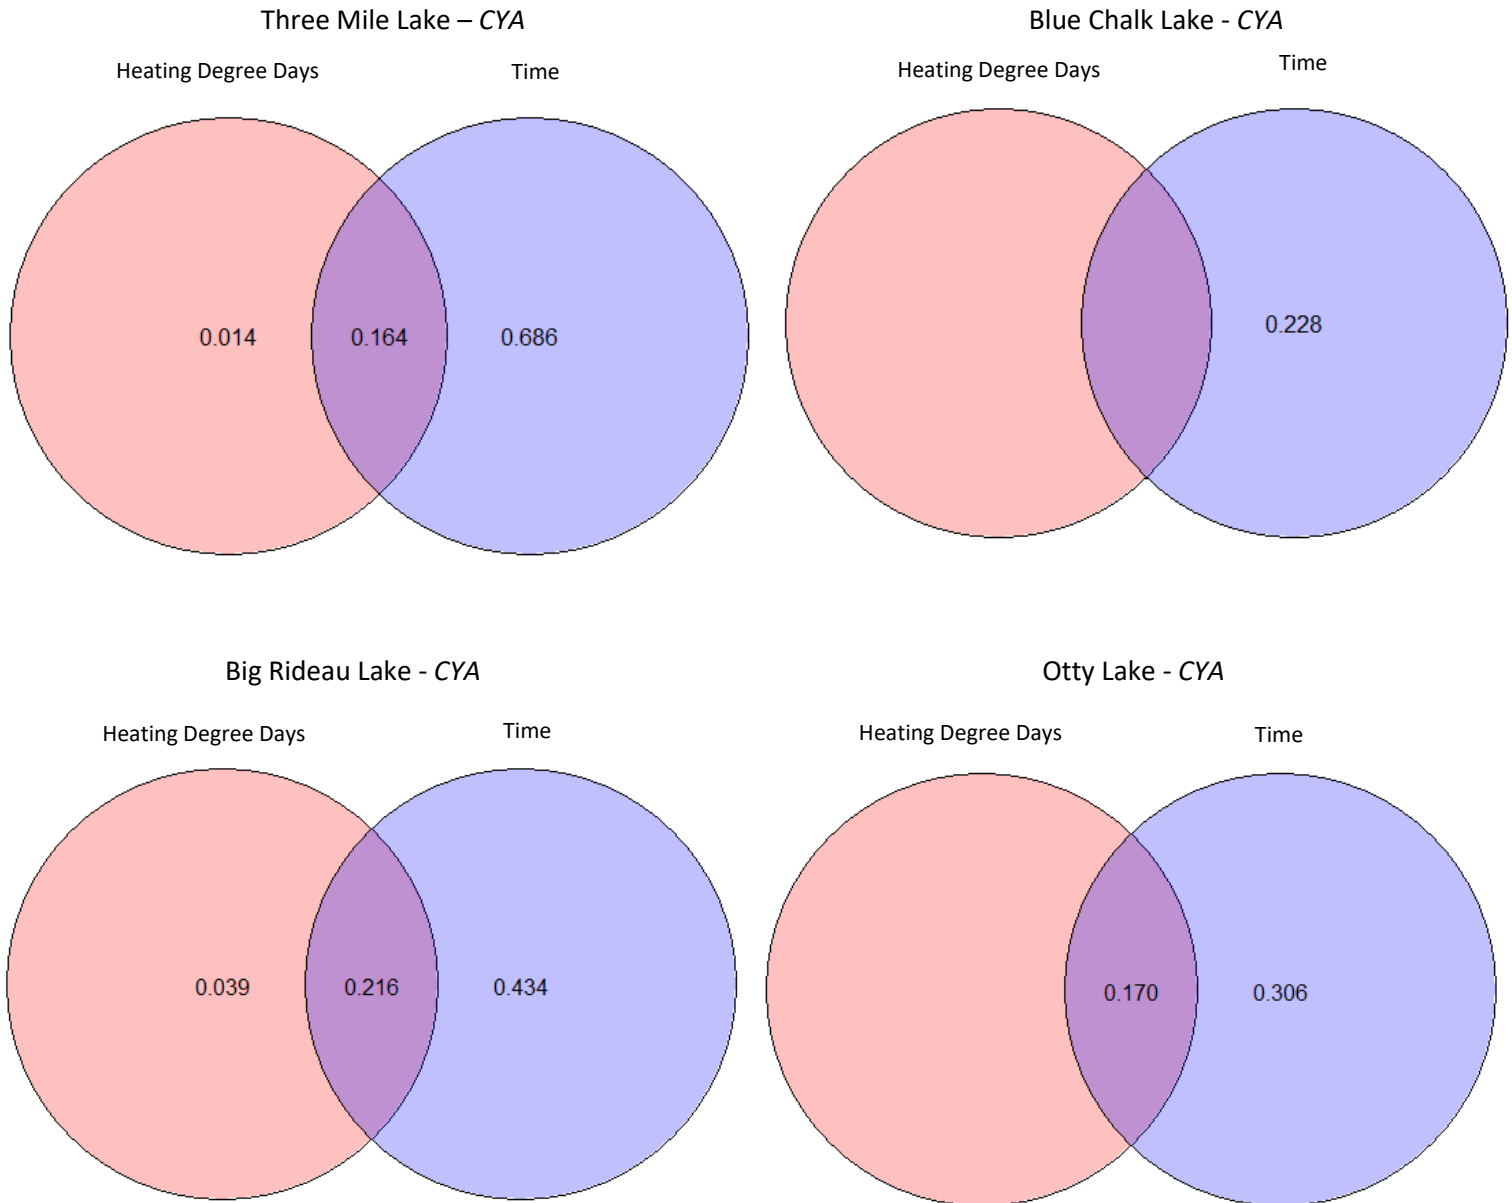 Three Mile Lake – CYA
Heating Degree Days
Time
0.014
0.164
0.686
Blue Chalk Lake - CYA
Heating Degree Days
Time
0.228
Big Rideau Lake - CYA
Heating Degree Days
Time
0.039
0.216
0.434
Otty Lake - CYA
Heating Degree Days
Time
0.170
0.306